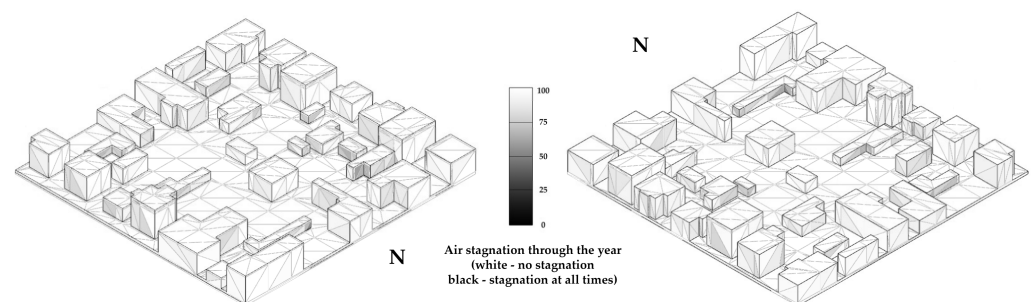 N
100
75
50
25
0
N
Air stagnation through the year
(white - no stagnation
black - stagnation at all times)